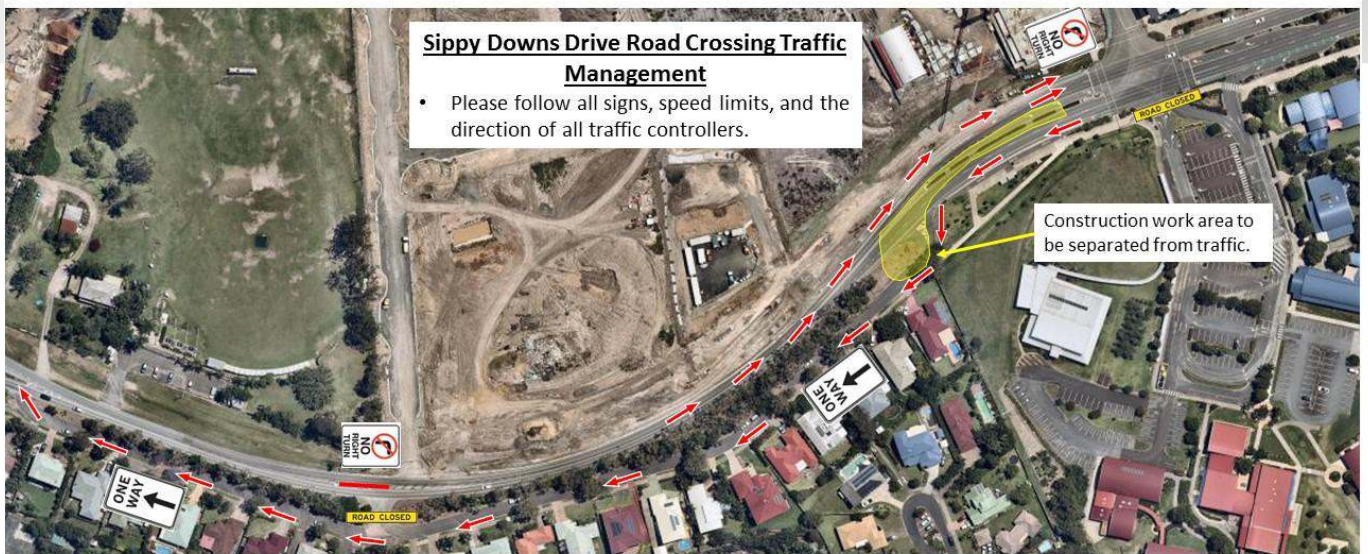 Sippy Downs Drive Road Crossing Traffic
Management
• Please follow all signs, speed limits, and the
direction of all traffic controllers.
NO
RIGHT
TURN
ROAD CLOSED
Construction work area to
be separated from traffic.
ONE
WAY
NO
RIGHT
TURN
ONE
WAY
ROAD CLOSED